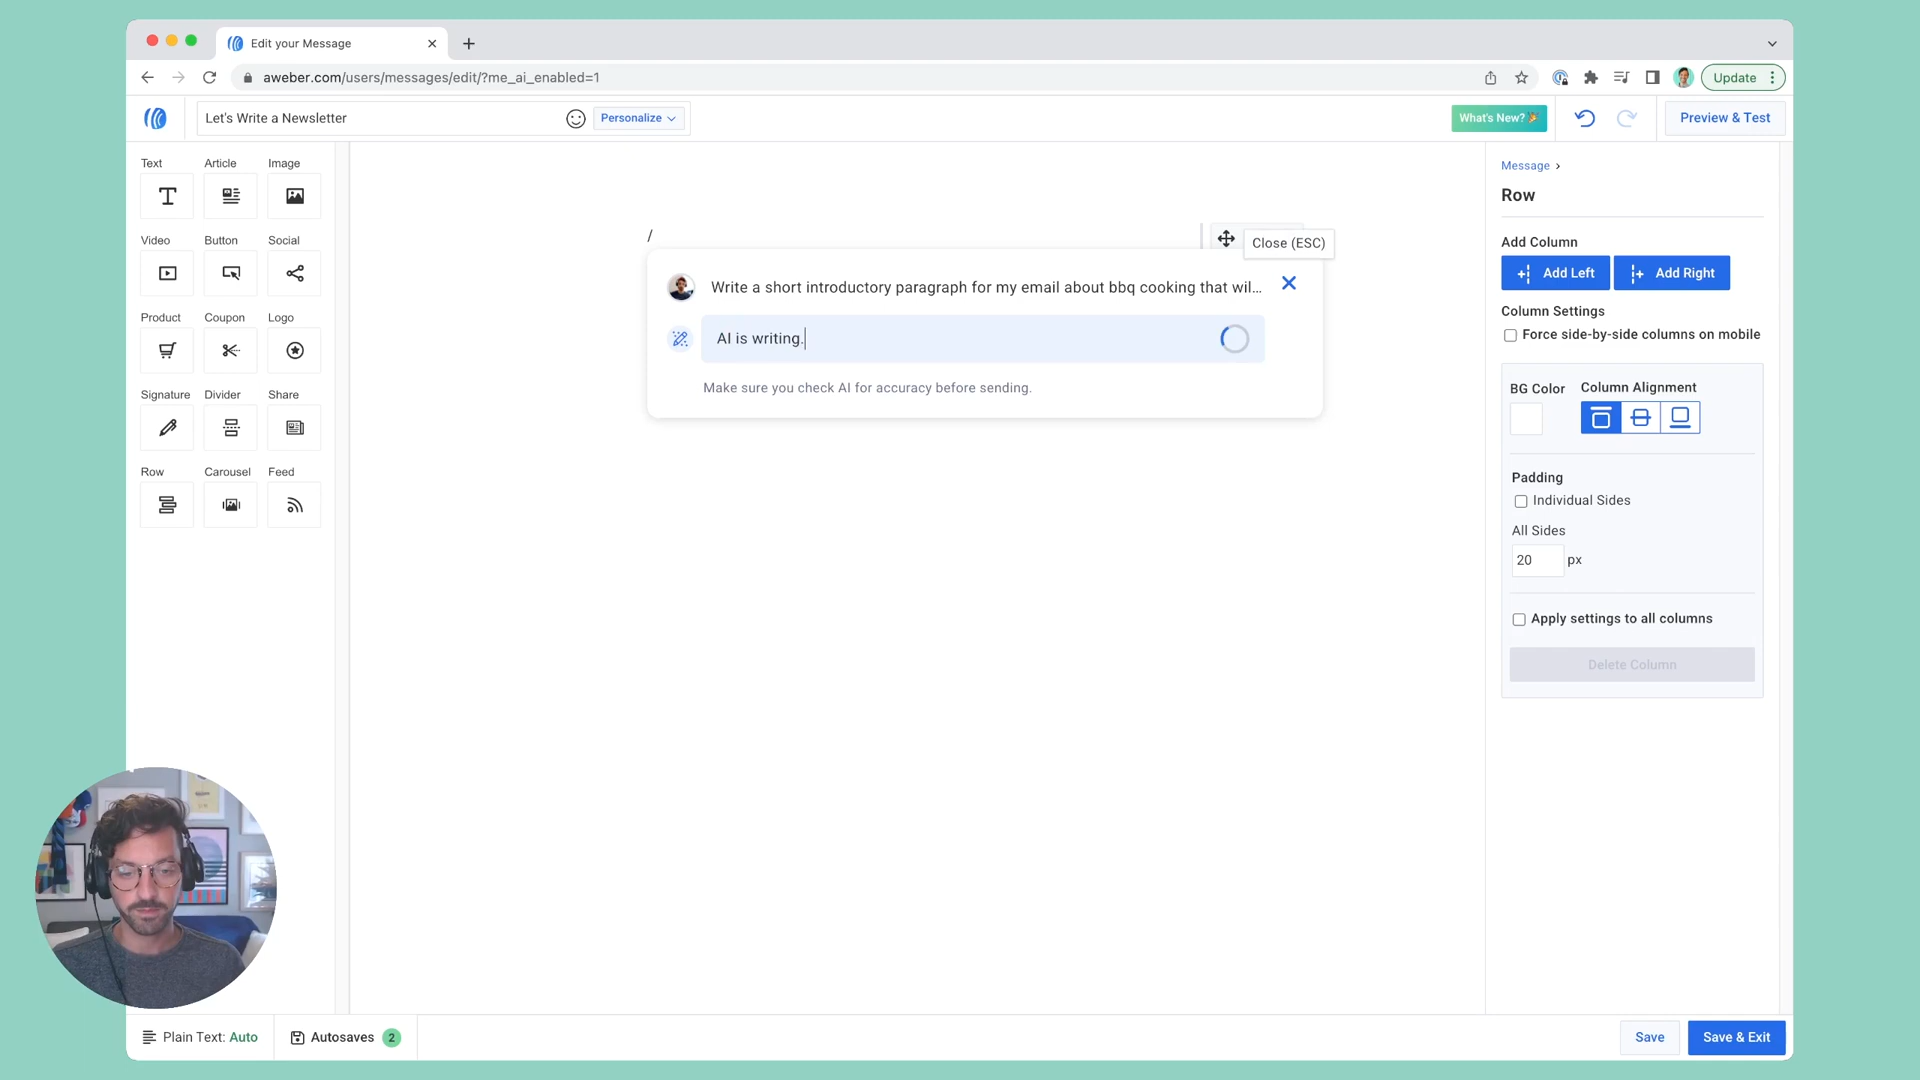 Edit your Message
aweber.com/users/messages/edit/?me_ai_enabled=1
Update
Let's Write a Newsletter
Personalize
What's New?🎉
Preview & Test
Text Article Image
Video Button Social
Product Coupon Logo
Signature Divider Share
Row Carousel Feed
/
Close (ESC)
Write a short introductory paragraph for my email about bbq cooking that wil...
AI is writing.
Make sure you check AI for accuracy before sending.
Message ›
Row
Add Column
Add Left Add Right
Column Settings
Force side-by-side columns on mobile
BG Color Column Alignment
Padding
Individual Sides
All Sides
20 px
Apply settings to all columns
Delete Column
Plain Text: Auto
Autosaves 2
Save
Save & Exit